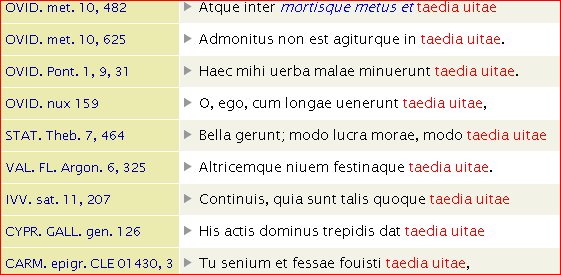 OVID. met. 10, 482 Atque inter mortisque metus et taedia uitae
OVID. met. 10, 625 Admonitus non est agiturque in taedia uitae.
OVID. Pont. 1, 9, 31 Haec mihi uerba malae minuerunt taedia uitae.
OVID. nux 159 O, ego, cum longae uenerunt taedia uitae,
STAT. Theb. 7, 464 Bella gerunt; modo lucra morae, modo taedia uitae
VAL. FL. Argon. 6, 325 Altricemque niuem festinaque taedia uitae.
IVV. sat. 11, 207 Continuis, quia sunt talis quoque taedia uitae
CYPR. GALL. gen. 126 His actis dominus trepidis dat taedia uitae
CARM. epigr. CLE 01430, 3 Tu senium et fessae fouisti taedia uitae,